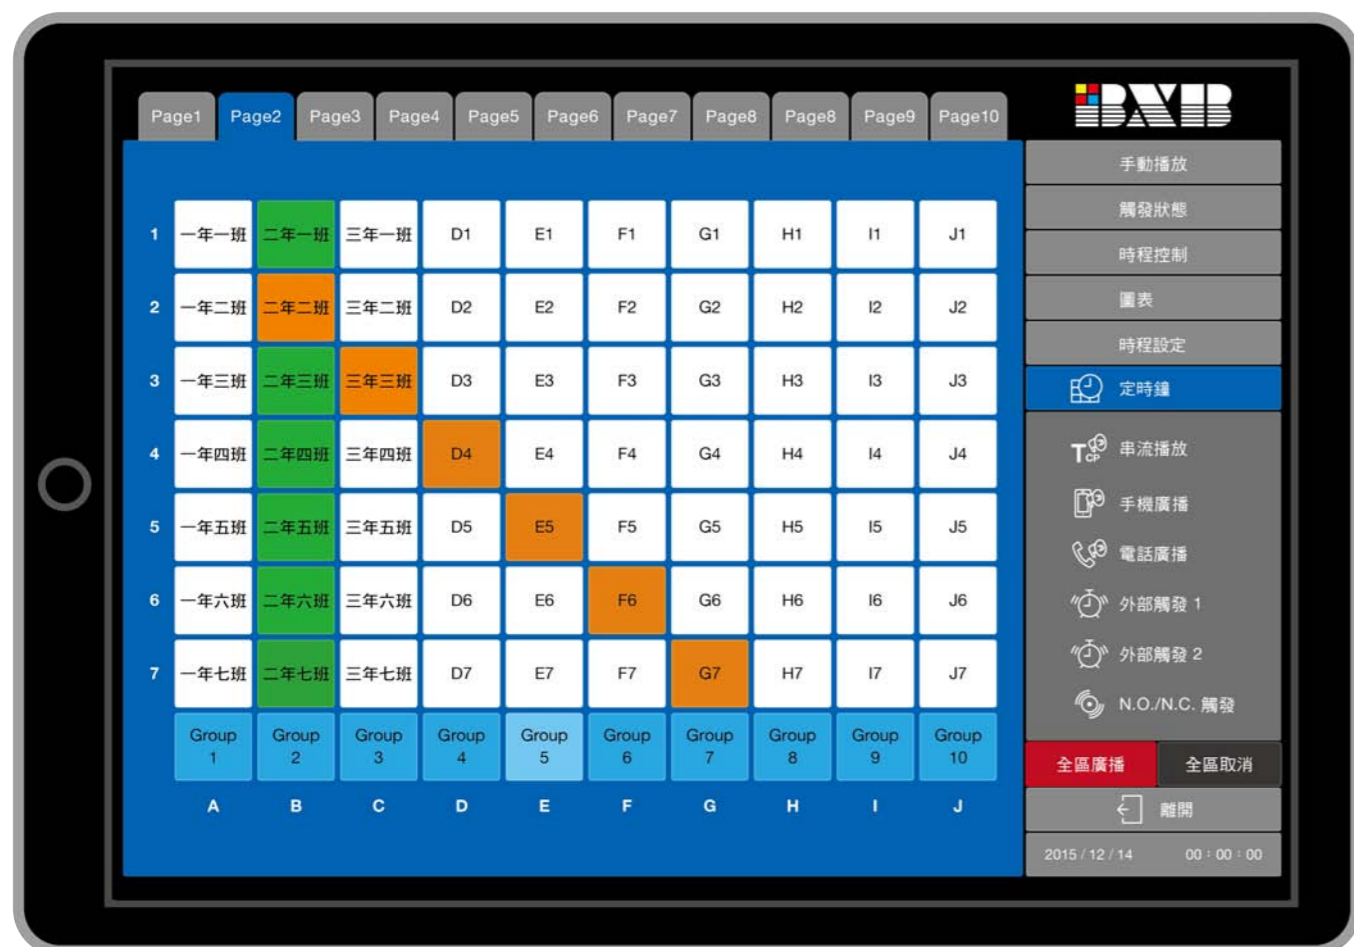 Page1 Page2 Page3 Page4 Page5 Page6 Page7 Page8 Page8 Page9 Page10
1 一年一班 二年一班 三年一班 D1 E1 F1 G1 H1 I1 J1
2 一年二班 二年二班 三年二班 D2 E2 F2 G2 H2 I2 J2
3 一年三班 二年三班 三年三班 D3 E3 F3 G3 H3 I3 J3
4 一年四班 二年四班 三年四班 D4 E4 F4 G4 H4 I4 J4
5 一年五班 二年五班 三年五班 D5 E5 F5 G5 H5 I5 J5
6 一年六班 二年六班 三年六班 D6 E6 F6 G6 H6 I6 J6
7 一年七班 二年七班 三年七班 D7 E7 F7 G7 H7 I7 J7
Group Group Group Group Group Group Group Group Group Group
1 2 3 4 5 6 7 8 9 10
A B C D E F G H I J
BXB
手動播放
觸發狀態
時程控制
圖表
時程設定
定時鐘
TCP 串流播放
手機廣播
電話廣播
外部觸發 1
外部觸發 2
N.O./N.C. 觸發
全區廣播 全區取消
離開
2015 / 12 / 14 00 : 00 : 00